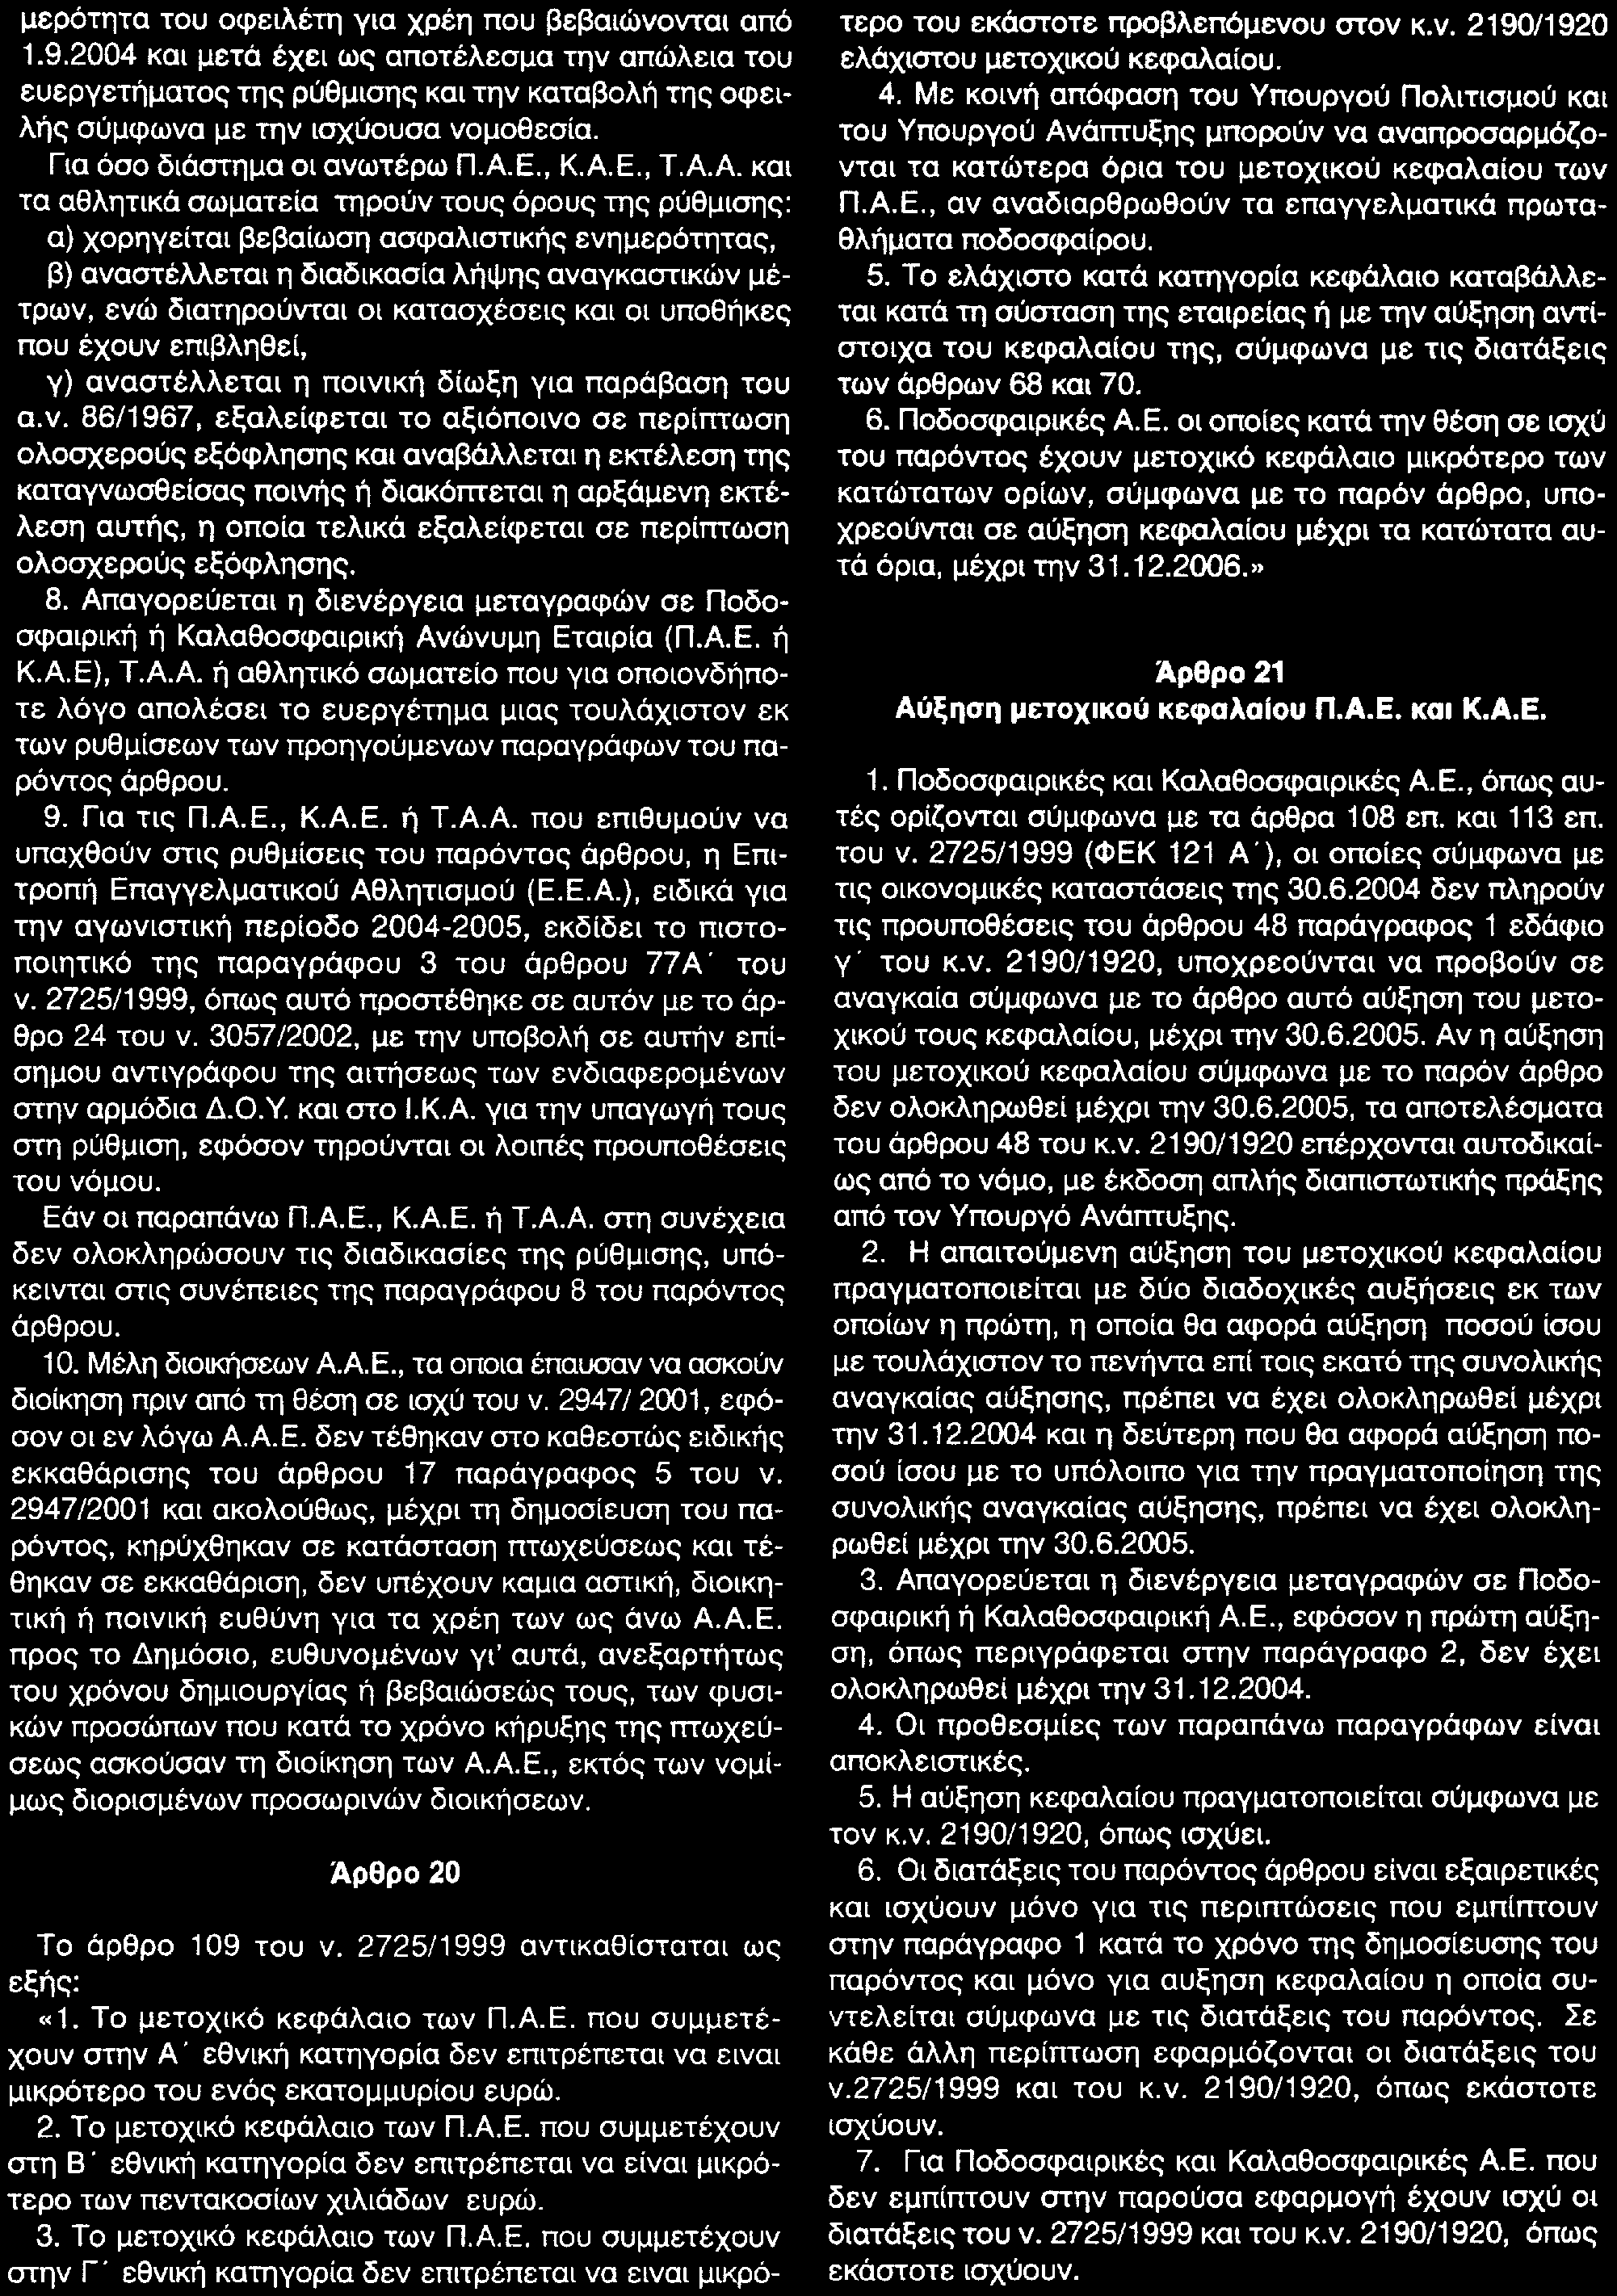 μερότητα του οφειλέτη για χρέη που βεβαιώνονται από
1.9.2004 και μετά έχει ως αποτέλεσμα την απώλεια του
ευεργετήματος της ρύθμισης και την καταβολή της οφει-
λής σύμφωνα με την ισχύουσα νομοθεσία.
Για όσο διάστημα οι ανωτέρω Π.Α.Ε., Κ.Α.Ε., Τ.Α.Α. και
τα αθλητικά σωματεία τηρούν τους όρους της ρύθμισης:
α) χορηγείται βεβαίωση ασφαλιστικής ενημερότητας,
β) αναστέλλεται η διαδικασία λήψης αναγκαστικών μέ-
τρων, ενώ διατηρούνται οι κατασχέσεις και οι υποθήκες
που έχουν επιβληθεί,
γ) αναστέλλεται η ποινική δίωξη για παράβαση του
α.ν. 86/1967, εξαλείφεται το αξιόποινο σε περίπτωση
ολοσχερούς εξόφλησης και αναβάλλεται η εκτέλεση της
καταγνωσθείσας ποινής ή διακόπτεται η αρξάμενη εκτέ-
λεση αυτής, η οποία τελικά εξαλείφεται σε περίπτωση
ολοσχερούς εξόφλησης.
8. Απαγορεύεται η διενέργεια μεταγραφών σε Ποδο-
σφαιρική ή Καλαθοσφαιρική Ανώνυμη Εταιρία (Π.Α.Ε. ή
Κ.Α.Ε), Τ.Α.Α. ή αθλητικό σωματείο που για οποιονδήπο-
τε λόγο απολέσει το ευεργέτημα μιας τουλάχιστον εκ
των ρυθμίσεων των προηγούμενων παραγράφων του πα-
ρόντος άρθρου.
9. Για τις Π.Α.Ε., Κ.Α.Ε. ή Τ.Α.Α. που επιθυμούν να
υπαχθούν στις ρυθμίσεις του παρόντος άρθρου, η Επι-
τροπή Επαγγελματικού Αθλητισμού (Ε.Ε.Α.), ειδικά για
την αγωνιστική περίοδο 2004-2005, εκδίδει το πιστο-
ποιητικό της παραγράφου 3 του άρθρου 77Α΄ του
ν. 2725/1999, όπως αυτό προστέθηκε σε αυτόν με το άρ-
θρο 24 του ν. 3057/2002, με την υποβολή σε αυτήν επί-
σημου αντιγράφου της αιτήσεως των ενδιαφερομένων
στην αρμόδια Δ.Ο.Υ. και στο Ι.Κ.Α. για την υπαγωγή τους
στη ρύθμιση, εφόσον τηρούνται οι λοιπές προυποθέσεις
του νόμου.
Εάν οι παραπάνω Π.Α.Ε., Κ.Α.Ε. ή Τ.Α.Α. στη συνέχεια
δεν ολοκληρώσουν τις διαδικασίες της ρύθμισης, υπό-
κεινται στις συνέπειες της παραγράφου 8 του παρόντος
άρθρου.
10. Μέλη διοικήσεων Α.Α.Ε., τα οποια έπαυσαν να ασκούν
διοίκηση πριν από τη θέση σε ισχύ του ν. 2947/ 2001, εφό-
σον οι εν λόγω Α.Α.Ε. δεν τέθηκαν στο καθεστώς ειδικής
εκκαθάρισης του άρθρου 17 παράγραφος 5 του ν.
2947/2001 και ακολούθως, μέχρι τη δημοσίευση του πα-
ρόντος, κηρύχθηκαν σε κατάσταση πτωχεύσεως και τέ-
θηκαν σε εκκαθάριση, δεν υπέχουν καμια αστική, διοικη-
τική ή ποινική ευθύνη για τα χρέη των ως άνω Α.Α.Ε.
προς το Δημόσιο, ευθυνομένων γι' αυτά, ανεξαρτήτως
του χρόνου δημιουργίας ή βεβαιώσεώς τους, των φυσι-
κών προσώπων που κατά το χρόνο κήρυξης της πτωχεύ-
σεως ασκούσαν τη διοίκηση των Α.Α.Ε., εκτός των νομί-
μως διορισμένων προσωρινών διοικήσεων.
Άρθρο 20
Το άρθρο 109 του ν. 2725/1999 αντικαθίσταται ως
εξής:
«1. Το μετοχικό κεφάλαιο των Π.Α.Ε. που συμμετέ-
χουν στην Α΄ εθνική κατηγορία δεν επιτρέπεται να ειναι
μικρότερο του ενός εκατομμυρίου ευρώ.
2. Το μετοχικό κεφάλαιο των Π.Α.Ε. που συμμετέχουν
στη Β΄ εθνική κατηγορία δεν επιτρέπεται να είναι μικρό-
τερο των πεντακοσίων χιλιάδων ευρώ.
3. Το μετοχικό κεφάλαιο των Π.Α.Ε. που συμμετέχουν
στην Γ΄ εθνική κατηγορία δεν επιτρέπεται να ειναι μικρό-
τερο του εκάστοτε προβλεπόμενου στον κ.ν. 2190/1920
ελάχιστου μετοχικού κεφαλαίου.
4. Με κοινή απόφαση του Υπουργού Πολιτισμού και
του Υπουργού Ανάπτυξης μπορούν να αναπροσαρμόζο-
νται τα κατώτερα όρια του μετοχικού κεφαλαίου των
Π.Α.Ε., αν αναδιαρθρωθούν τα επαγγελματικά πρωτα-
θλήματα ποδοσφαίρου.
5. Το ελάχιστο κατά κατηγορία κεφάλαιο καταβάλλε-
ται κατά τη σύσταση της εταιρείας ή με την αύξηση αντί-
στοιχα του κεφαλαίου της, σύμφωνα με τις διατάξεις
των άρθρων 68 και 70.
6. Ποδοσφαιρικές Α.Ε. οι οποίες κατά την θέση σε ισχύ
του παρόντος έχουν μετοχικό κεφάλαιο μικρότερο των
κατώτατων ορίων, σύμφωνα με το παρόν άρθρο, υπο-
χρεούνται σε αύξηση κεφαλαίου μέχρι τα κατώτατα αυ-
τά όρια, μέχρι την 31.12.2006.»
Άρθρο 21
Αύξηση μετοχικού κεφαλαίου Π.Α.Ε. και Κ.Α.Ε.
1. Ποδοσφαιρικές και Καλαθοσφαιρικές Α.Ε., όπως αυ-
τές ορίζονται σύμφωνα με τα άρθρα 108 επ. και 113 επ.
του ν. 2725/1999 (ΦΕΚ 121 Α΄), οι οποίες σύμφωνα με
τις οικονομικές καταστάσεις της 30.6.2004 δεν πληρούν
τις προυποθέσεις του άρθρου 48 παράγραφος 1 εδάφιο
γ΄ του κ.ν. 2190/1920, υποχρεούνται να προβούν σε
αναγκαία σύμφωνα με το άρθρο αυτό αύξηση του μετο-
χικού τους κεφαλαίου, μέχρι την 30.6.2005. Αν η αύξηση
του μετοχικού κεφαλαίου σύμφωνα με το παρόν άρθρο
δεν ολοκληρωθεί μέχρι την 30.6.2005, τα αποτελέσματα
του άρθρου 48 του κ.ν. 2190/1920 επέρχονται αυτοδικαί-
ως από το νόμο, με έκδοση απλής διαπιστωτικής πράξης
από τον Υπουργό Ανάπτυξης.
2. Η απαιτούμενη αύξηση του μετοχικού κεφαλαίου
πραγματοποιείται με δύο διαδοχικές αυξήσεις εκ των
οποίων η πρώτη, η οποία θα αφορά αύξηση ποσού ίσου
με τουλάχιστον το πενήντα επί τοις εκατό της συνολικής
αναγκαίας αύξησης, πρέπει να έχει ολοκληρωθεί μέχρι
την 31.12.2004 και η δεύτερη που θα αφορά αύξηση πο-
σού ίσου με το υπόλοιπο για την πραγματοποίηση της
συνολικής αναγκαίας αύξησης, πρέπει να έχει ολοκλη-
ρωθεί μέχρι την 30.6.2005.
3. Απαγορεύεται η διενέργεια μεταγραφών σε Ποδο-
σφαιρική ή Καλαθοσφαιρική Α.Ε., εφόσον η πρώτη αύξη-
ση, όπως περιγράφεται στην παράγραφο 2, δεν έχει
ολοκληρωθεί μέχρι την 31.12.2004.
4. Οι προθεσμίες των παραπάνω παραγράφων είναι
αποκλειστικές.
5. Η αύξηση κεφαλαίου πραγματοποιείται σύμφωνα με
τον κ.ν. 2190/1920, όπως ισχύει.
6. Οι διατάξεις του παρόντος άρθρου είναι εξαιρετικές
και ισχύουν μόνο για τις περιπτώσεις που εμπίπτουν
στην παράγραφο 1 κατά το χρόνο της δημοσίευσης του
παρόντος και μόνο για αυξηση κεφαλαίου η οποία συ-
ντελείται σύμφωνα με τις διατάξεις του παρόντος. Σε
κάθε άλλη περίπτωση εφαρμόζονται οι διατάξεις του
ν.2725/1999 και του κ.ν. 2190/1920, όπως εκάστοτε
ισχύουν.
7. Για Ποδοσφαιρικές και Καλαθοσφαιρικές Α.Ε. που
δεν εμπίπτουν στην παρούσα εφαρμογή έχουν ισχύ οι
διατάξεις του ν. 2725/1999 και του κ.ν. 2190/1920, όπως
εκάστοτε ισχύουν.